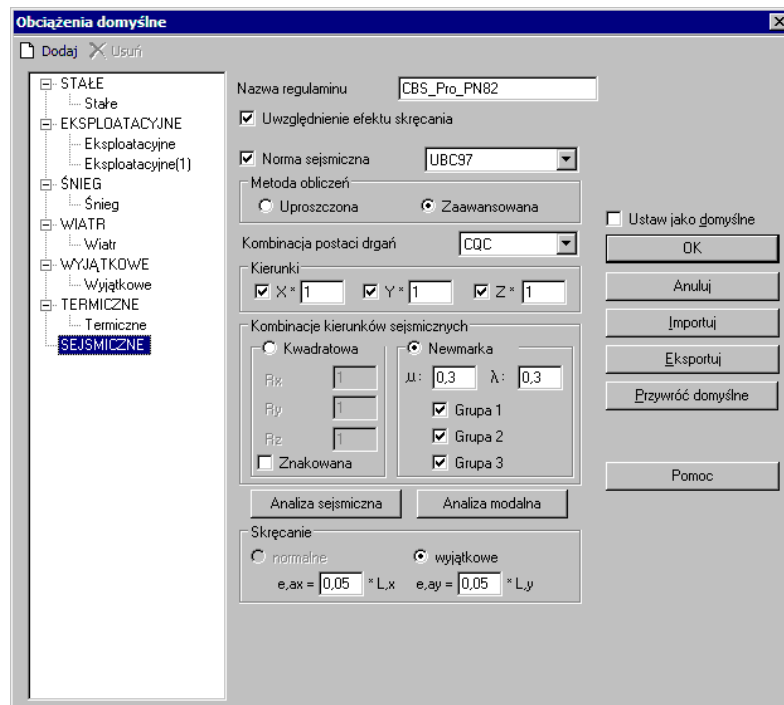 Obciążenia domyślne
Dodaj Usuń
STAŁE
Stałe
EKSPLOATACYJNE
Eksploatacyjne
Eksploatacyjne(1)
ŚNIEG
Śnieg
WIATR
Wiatr
WYJĄTKOWE
Wyjątkowe
TERMICZNE
Termiczne
SEJSMICZNE
Nazwa regulaminu CBS_Pro_PN82
Uwzględnienie efektu skręcania
Norma sejsmiczna UBC97
Metoda obliczeń
Uproszczona Zaawansowana
Kombinacja postaci drgań CQC
Kierunki
X * 1 Y * 1 Z * 1
Kombinacje kierunków sejsmicznych
Kwadratowa Newmarka
Rx 1 μ: 0,3 λ: 0,3
Ry 1 Grupa 1
Rz 1 Grupa 2
Znakowana Grupa 3
Analiza sejsmiczna Analiza modalna
Skręcanie
normalne wyjątkowe
e,ax = 0,05 * L,x e,ay = 0,05 * L,y
Ustaw jako domyślne
OK
Anuluj
Importuj
Eksportuj
Przywróć domyślne
Pomoc